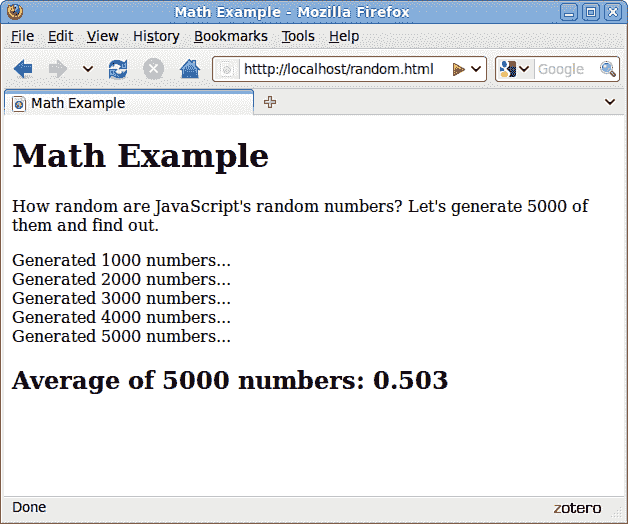 Math Example - Mozilla Firefox
File Edit View History Bookmarks Tools Help
htttp://localhost/random.html
Google
Math Example
Math Example
How random are JavaScript's random numbers? Let's generate 5000 of
them and find out.
Generated 1000 numbers...
Generated 2000 numbers...
Generated 3000 numbers...
Generated 4000 numbers...
Generated 5000 numbers...
Average of 5000 numbers: 0.503
Done
zotero